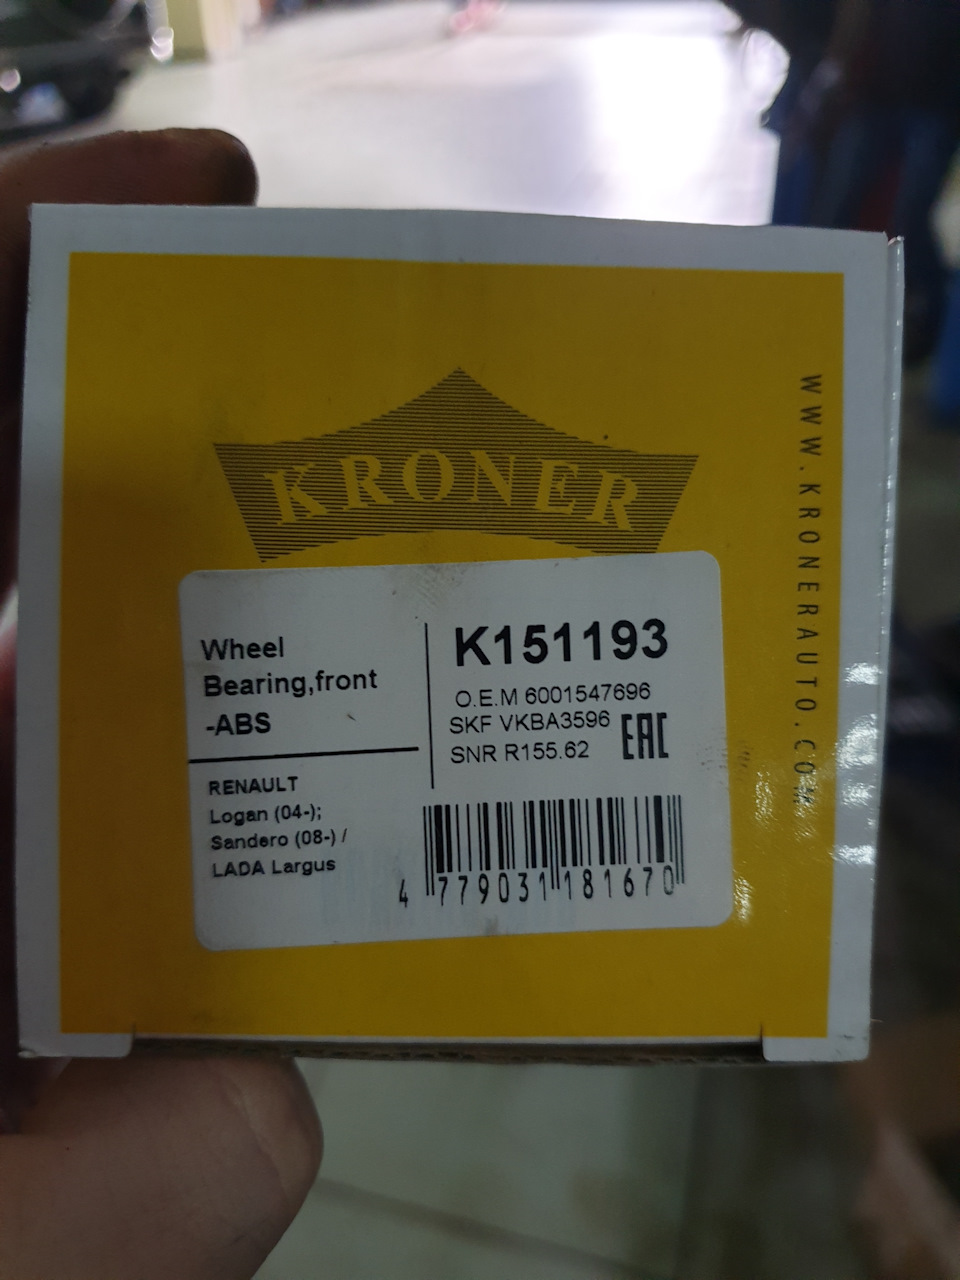 KRONER
WWW.KRONERAUTO.COM
Wheel
Bearing,front
-ABS
RENAULT
Logan (04-);
Sandero (08-) /
LADA Largus
K151193
O.E.M 6001547696
SKF VKBA3596
SNR R155.62
EAC
4 779031 181670